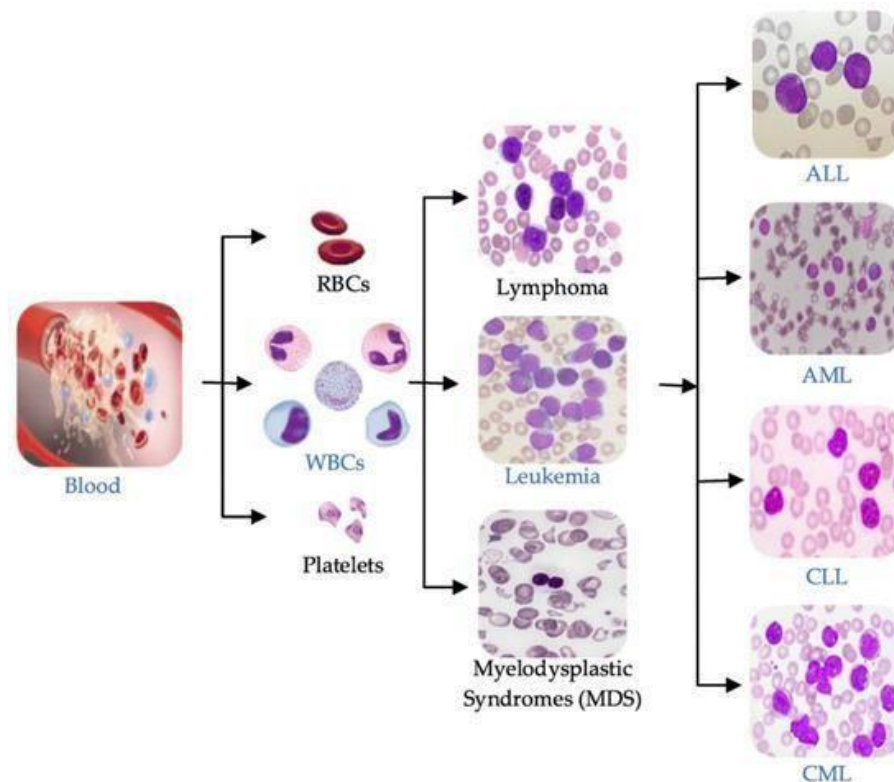 Blood
RBCs
WBCs
Platelets
Lymphoma
Leukemia
Myelodysplastic
Syndromes (MDS)
ALL
AML
CLL
CML